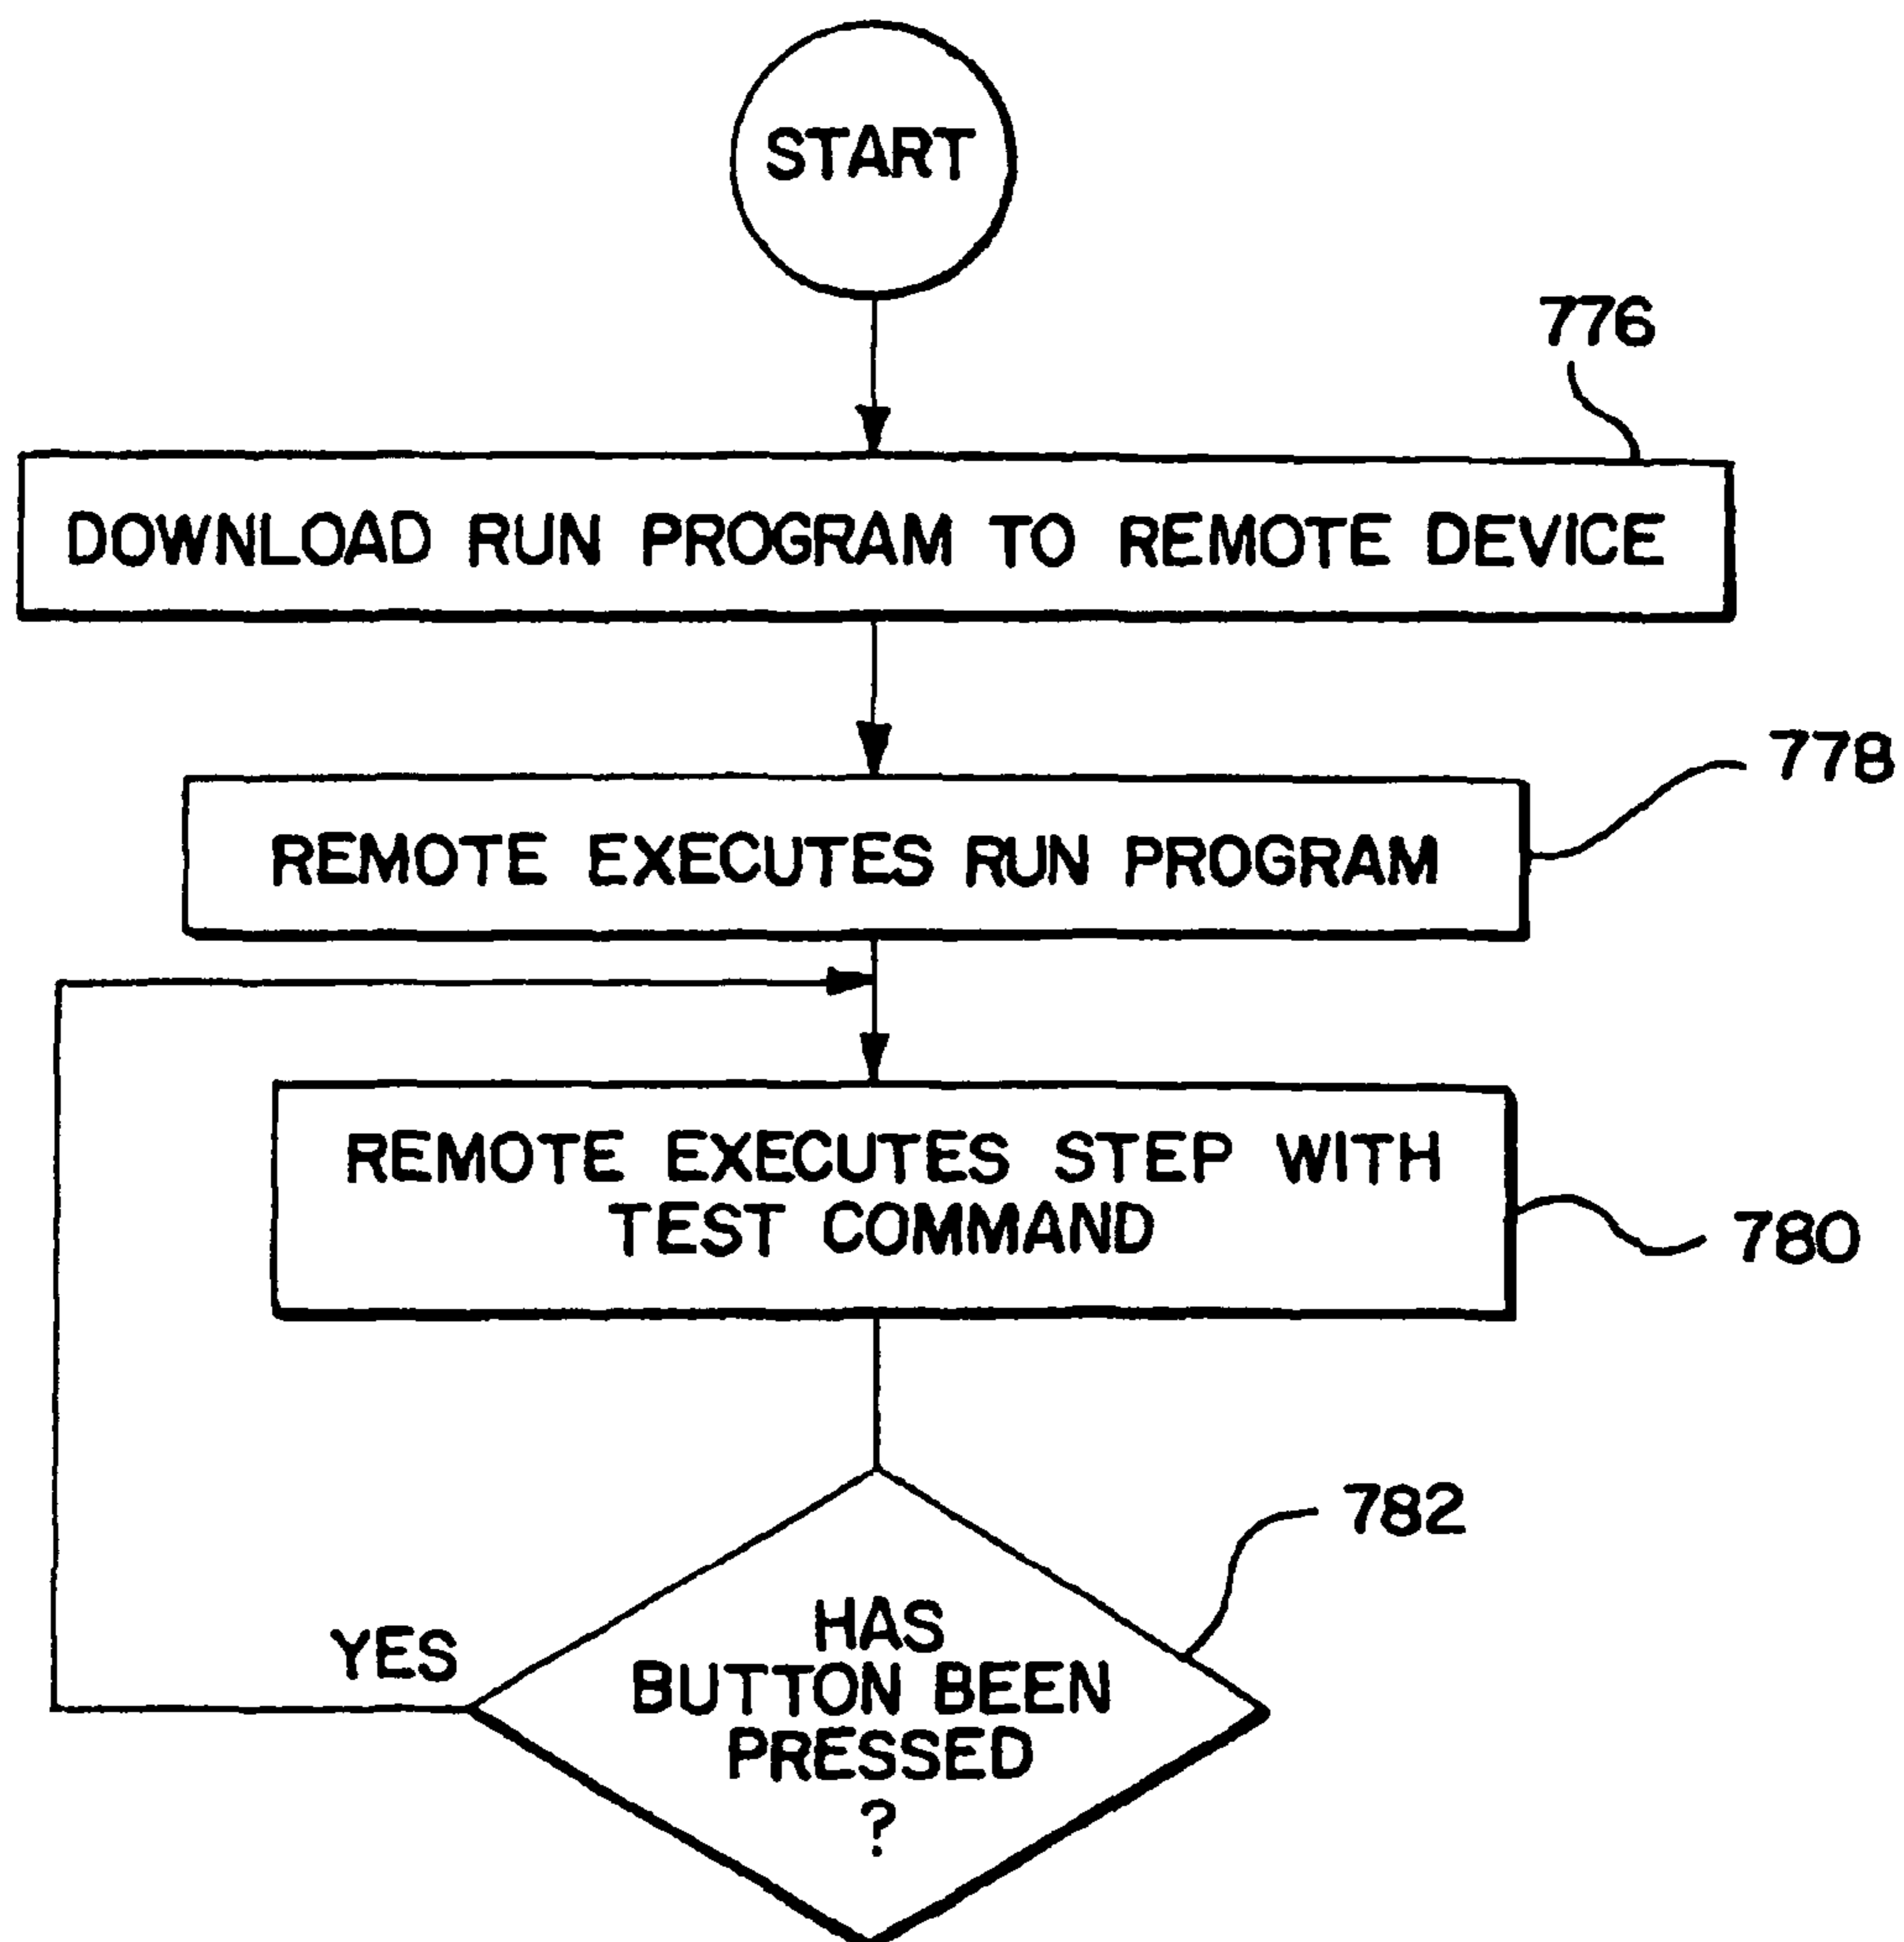 START
776
DOWNLOAD RUN PROGRAM TO REMOTE DEVICE
778
REMOTE EXECUTES RUN PROGRAM
REMOTE EXECUTES STEP WITH
TEST COMMAND
780
782
YES
HAS
BUTTON BEEN
PRESSED
?